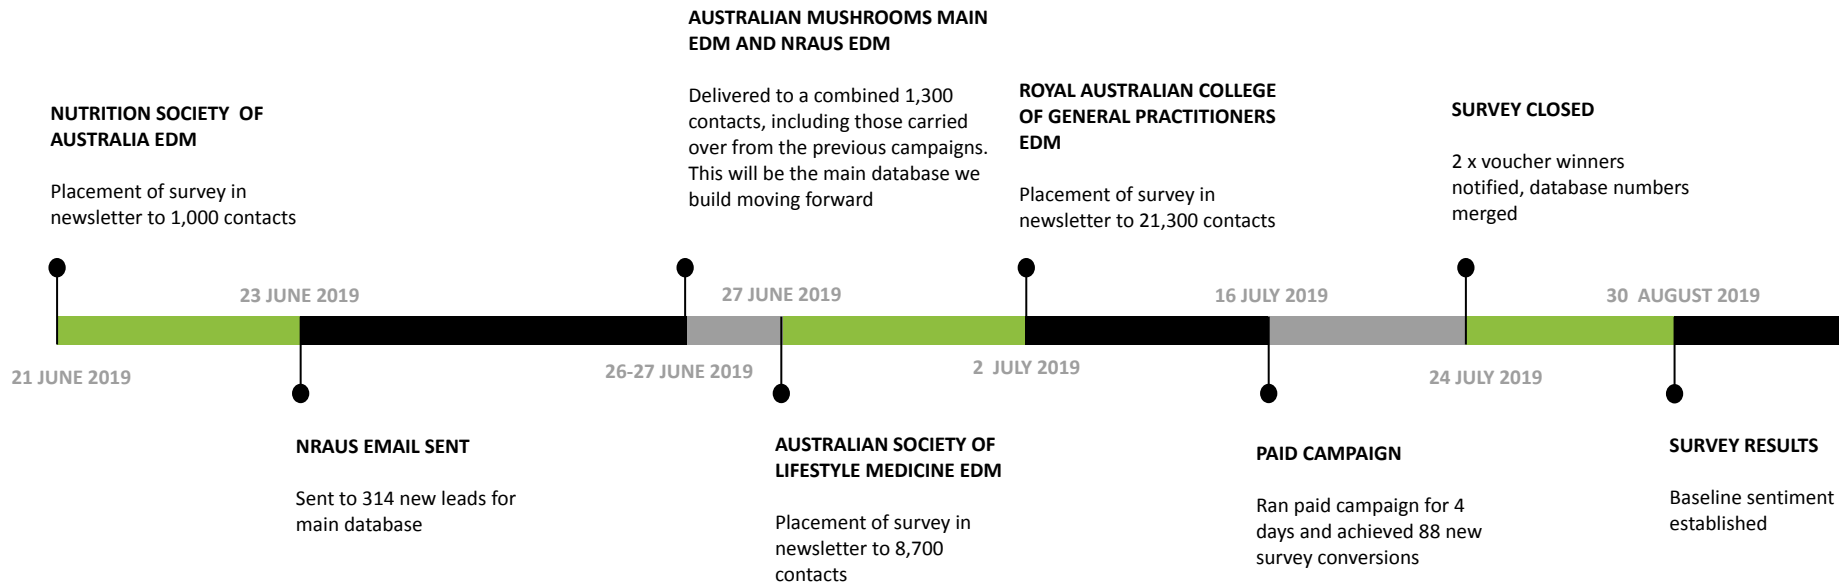 NUTRITION SOCIETY OF
AUSTRALIA EDM
Placement of survey in
newsletter to 1,000 contacts
21 JUNE 2019
23 JUNE 2019
NRAUS EMAIL SENT
Sent to 314 new leads for
main database
AUSTRALIAN MUSHROOMS MAIN
EDM AND NRAUS EDM
Delivered to a combined 1,300
contacts, including those carried
over from the previous campaigns.
This will be the main database we
build moving forward
26-27 JUNE 2019
27 JUNE 2019
AUSTRALIAN SOCIETY OF
LIFESTYLE MEDICINE EDM
Placement of survey in
newsletter to 8,700
contacts
ROYAL AUSTRALIAN COLLEGE
OF GENERAL PRACTITIONERS
EDM
Placement of survey in
newsletter to 21,300 contacts
2 JULY 2019
16 JULY 2019
PAID CAMPAIGN
Ran paid campaign for 4
days and achieved 88 new
survey conversions
SURVEY CLOSED
2 x voucher winners
notified, database numbers
merged
24 JULY 2019
30 AUGUST 2019
SURVEY RESULTS
Baseline sentiment
established